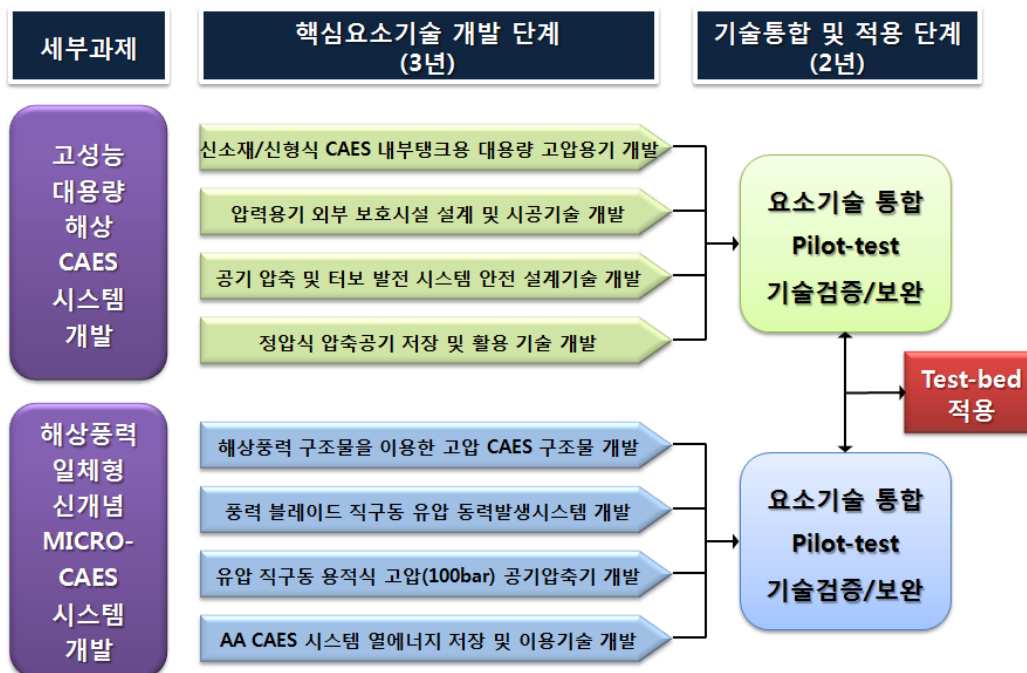 세부과제
핵심요소기술 개발 단계
(3년)
기술통합 및 적용 단계
(2년)
고성능
대용량
해상
CAES
시스템
개발
신소재/신형식 CAES 내부탱크용 대용량 고압용기 개발
압력용기 외부 보호시설 설계 및 시공기술 개발
공기 압축 및 터보 발전 시스템 안전 설계기술 개발
정압식 압축공기 저장 및 활용 기술 개발
요소기술 통합
Pilot-test
기술검증/보완
Test-bed
적용
해상풍력
일체형
신개념
MICRO-
CAES
시스템
개발
해상풍력 구조물을 이용한 고압 CAES 구조물 개발
풍력 블레이드 직구동 유압 동력발생시스템 개발
유압 직구동 용적식 고압(100bar) 공기압축기 개발
AA CAES 시스템 열에너지 저장 및 이용기술 개발
요소기술 통합
Pilot-test
기술검증/보완